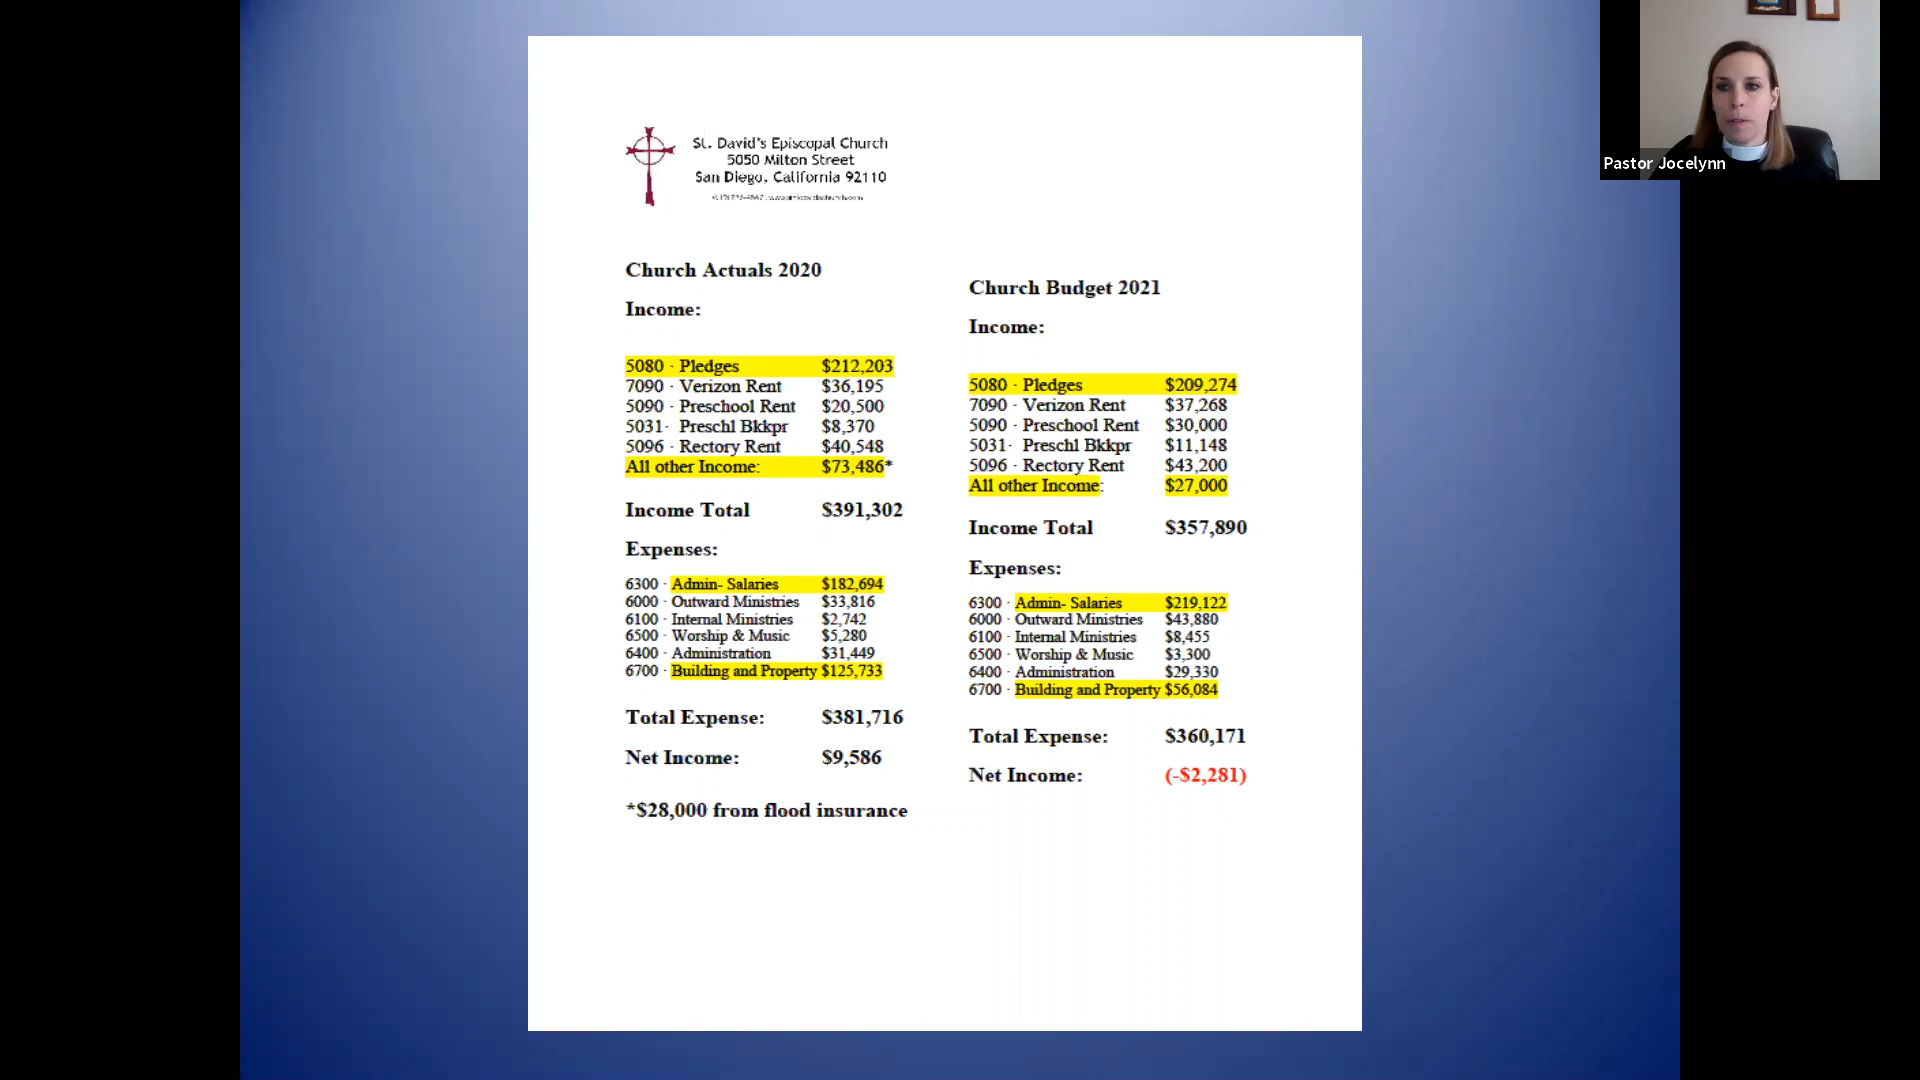 St. David's Episcopal Church
5050 Milton Street
San Diego, California 92110
Church Actuals 2020
Income:
5080 · Pledges $212,203
7090 · Verizon Rent $36,195
5090 · Preschool Rent $20,500
5031· Preschl Bkkpr $8,370
5096 · Rectory Rent $40,548
All other Income: $73,486*
Income Total $391,302
Expenses:
6300 · Admin- Salaries $182,694
6000 · Outward Ministries $33,816
6100 · Internal Ministries $2,742
6500 · Worship & Music $5,280
6400 · Administration $31,449
6700 · Building and Property $125,733
Total Expense: $381,716
Net Income: $9,586
*$28,000 from flood insurance
Church Budget 2021
Income:
5080 · Pledges $209,274
7090 · Verizon Rent $37,268
5090 · Preschool Rent $30,000
5031· Preschl Bkkpr $11,148
5096 · Rectory Rent $43,200
All other Income: $27,000
Income Total $357,890
Expenses:
6300 · Admin- Salaries $219,122
6000 · Outward Ministries $43,880
6100 · Internal Ministries $8,455
6500 · Worship & Music $3,300
6400 · Administration $29,330
6700 · Building and Property $56,084
Total Expense: $360,171
Net Income: (-$2,281)
Pastor Jocelynn